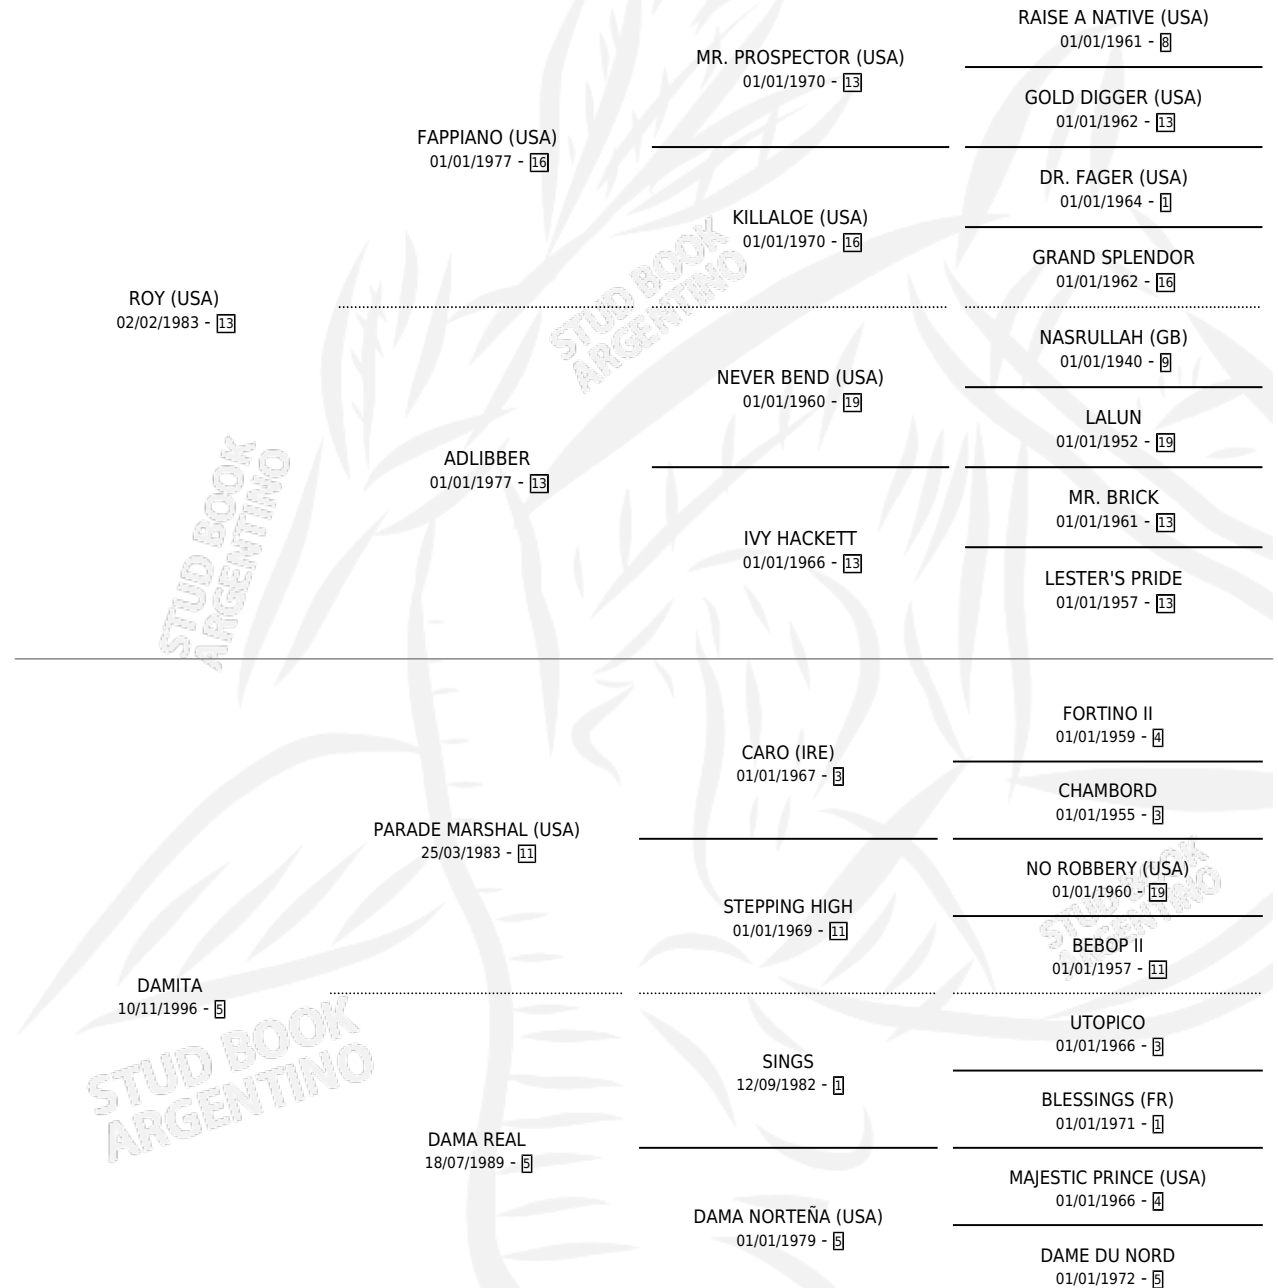 RAISE A NATIVE (USA)
01/01/1961 - 8
MR. PROSPECTOR (USA)
01/01/1970 - 13
GOLD DIGGER (USA)
01/01/1962 - 13
FAPPIANO (USA)
01/01/1977 - 16
DR. FAGER (USA)
01/01/1964 - 1
KILLALOE (USA)
01/01/1970 - 16
GRAND SPLENDOR
01/01/1962 - 16
ROY (USA)
02/02/1983 - 13
STUD BOOK
ARGENTINO
NASRULLAH (GB)
01/01/1940 - 9
NEVER BEND (USA)
01/01/1960 - 19
LALUN
01/01/1952 - 19
ADLIBBER
01/01/1977 - 13
MR. BRICK
01/01/1961 - 13
IVY HACKETT
01/01/1966 - 13
LESTER'S PRIDE
01/01/1957 - 13
STUD BOOK
ARGENTINO
FORTINO II
01/01/1959 - 4
CARO (IRE)
01/01/1967 - 3
CHAMBORD
01/01/1955 - 3
PARADE MARSHAL (USA)
25/03/1983 - 11
NO ROBBERY (USA)
01/01/1960 - 19
STEPPING HIGH
01/01/1969 - 11
STUD BOOK
ARGENTINO
BEBOP II
01/01/1957 - 11
DAMITA
10/11/1996 - 5
UTOPICO
01/01/1966 - 3
SINGS
12/09/1982 - 1
STUD BOOK
ARGENTINO
BLESSINGS (FR)
01/01/1971 - 1
DAMA REAL
18/07/1989 - 5
MAJESTIC PRINCE (USA)
01/01/1966 - 4
DAMA NORTEÑA (USA)
01/01/1979 - 5
DAME DU NORD
01/01/1972 - 5